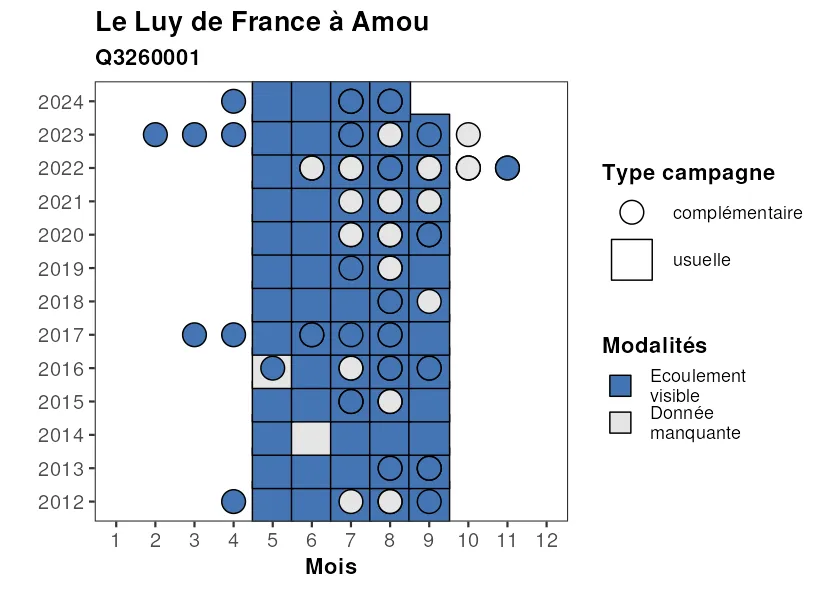 Le Luy de France à Amou
Q3260001
2024
2023
2022
2021
2020
2019
2018
2017
2016
2015
2014
2013
2012
1 2 3 4 5 6 7 8 9 10 11 12
Mois
Type campagne
complémentaire
usuelle
Modalités
Ecoulement
visible
Donnée
manquante